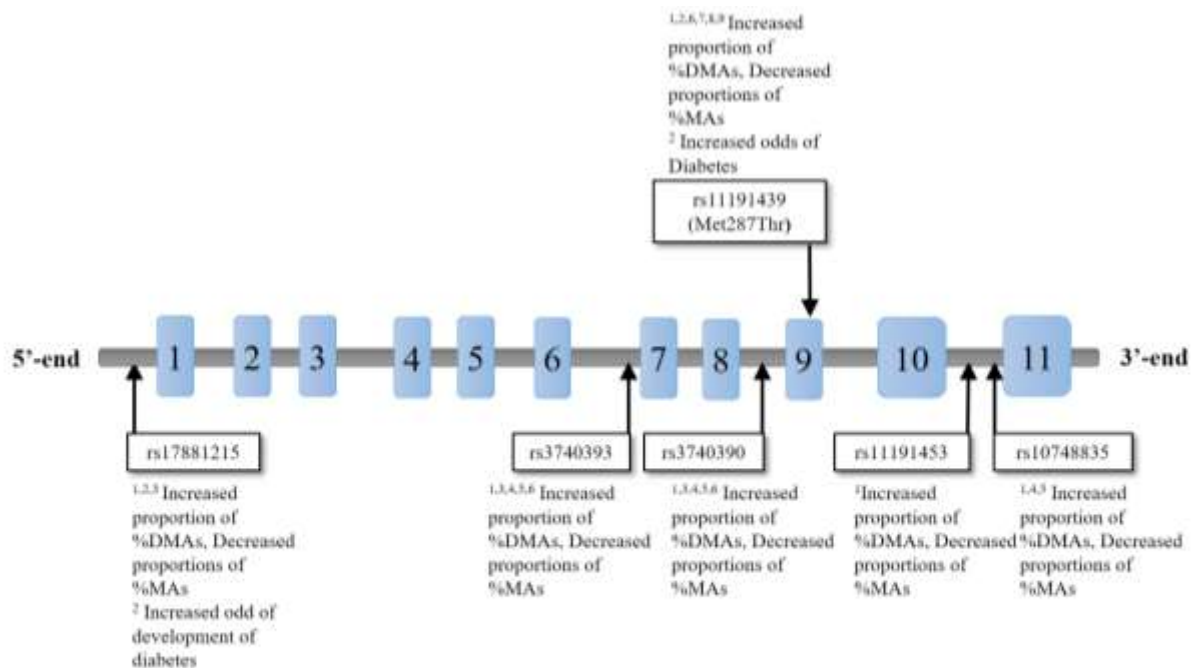 1,2,6,7,8,9 Increased
proportion of
%DMAs, Decreased
proportions of
%MAs
2 Increased odds of
Diabetes
rs11191439
(Met287Thr)
5’-end
1
2
3
4
5
6
7
8
9
10
11
3’-end
rs17881215
1,2,3 Increased
proportion of
%DMAs, Decreased
proportions of
%MAs
2 Increased odd of
development of
diabetes
rs3740393
1,3,4,5,6 Increased
proportion of
%DMAs, Decreased
proportions of
%MAs
rs3740390
1,3,4,5,6 Increased
proportion of
%DMAs, Decreased
proportions of
%MAs
rs11191453
1Increased
proportion of
%DMAs, Decreased
proportions of
%MAs
rs10748835
1,4,5 Increased
proportion of
%DMAs, Decreased
proportions of
%MAs